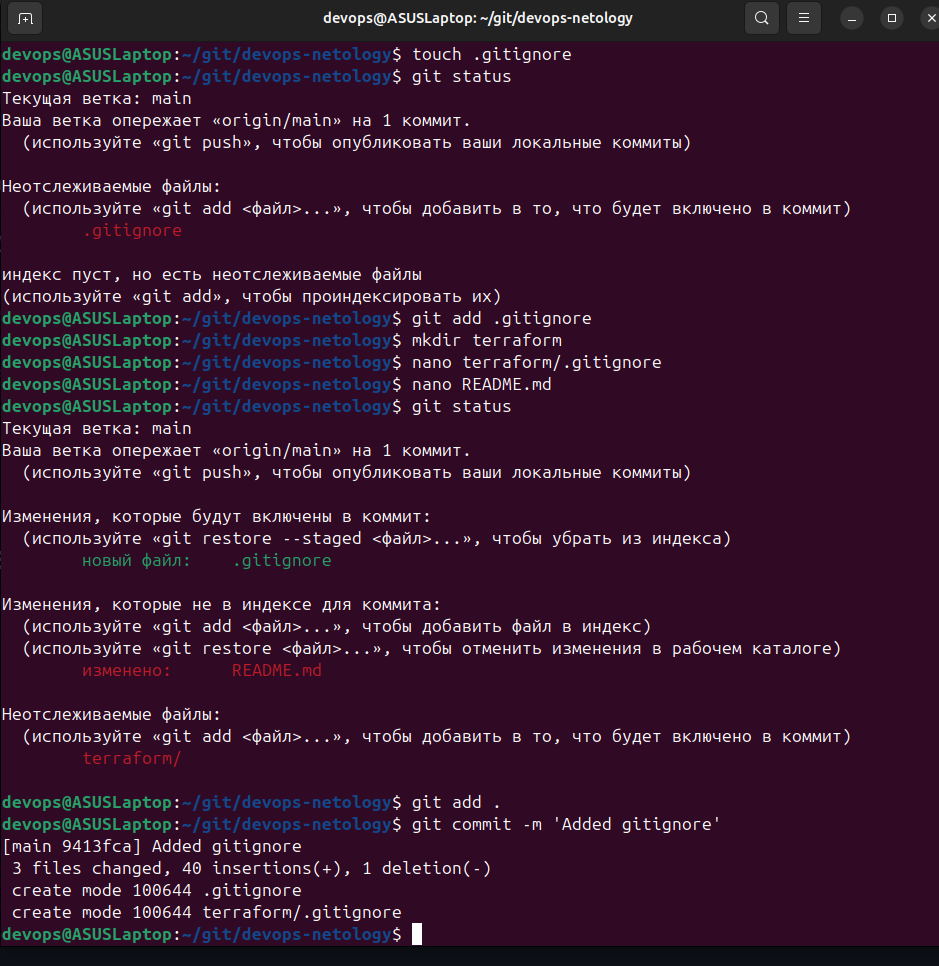 devops@ASUSLaptop: ~/git/devops-netology
devops@ASUSLaptop:~/git/devops-netology$ touch .gitignore
devops@ASUSLaptop:~/git/devops-netology$ git status
Текущая ветка: main
Ваша ветка опережает «origin/main» на 1 коммит.
  (используйте «git push», чтобы опубликовать ваши локальные коммиты)
Неотслеживаемые файлы:
  (используйте «git add <файл>...», чтобы добавить в то, что будет включено в коммит)
        .gitignore
индекс пуст, но есть неотслеживаемые файлы
(используйте «git add», чтобы проиндексировать их)
devops@ASUSLaptop:~/git/devops-netology$ git add .gitignore
devops@ASUSLaptop:~/git/devops-netology$ mkdir terraform
devops@ASUSLaptop:~/git/devops-netology$ nano terraform/.gitignore
devops@ASUSLaptop:~/git/devops-netology$ nano README.md
devops@ASUSLaptop:~/git/devops-netology$ git status
Текущая ветка: main
Ваша ветка опережает «origin/main» на 1 коммит.
  (используйте «git push», чтобы опубликовать ваши локальные коммиты)
Изменения, которые будут включены в коммит:
  (используйте «git restore --staged <файл>...», чтобы убрать из индекса)
        новый файл:    .gitignore
Изменения, которые не в индексе для коммита:
  (используйте «git add <файл>...», чтобы добавить файл в индекс)
  (используйте «git restore <файл>...», чтобы отменить изменения в рабочем каталоге)
        изменено:      README.md
Неотслеживаемые файлы:
  (используйте «git add <файл>...», чтобы добавить в то, что будет включено в коммит)
        terraform/
devops@ASUSLaptop:~/git/devops-netology$ git add .
devops@ASUSLaptop:~/git/devops-netology$ git commit -m 'Added gitignore'
[main 9413fca] Added gitignore
 3 files changed, 40 insertions(+), 1 deletion(-)
 create mode 100644 .gitignore
 create mode 100644 terraform/.gitignore
devops@ASUSLaptop:~/git/devops-netology$